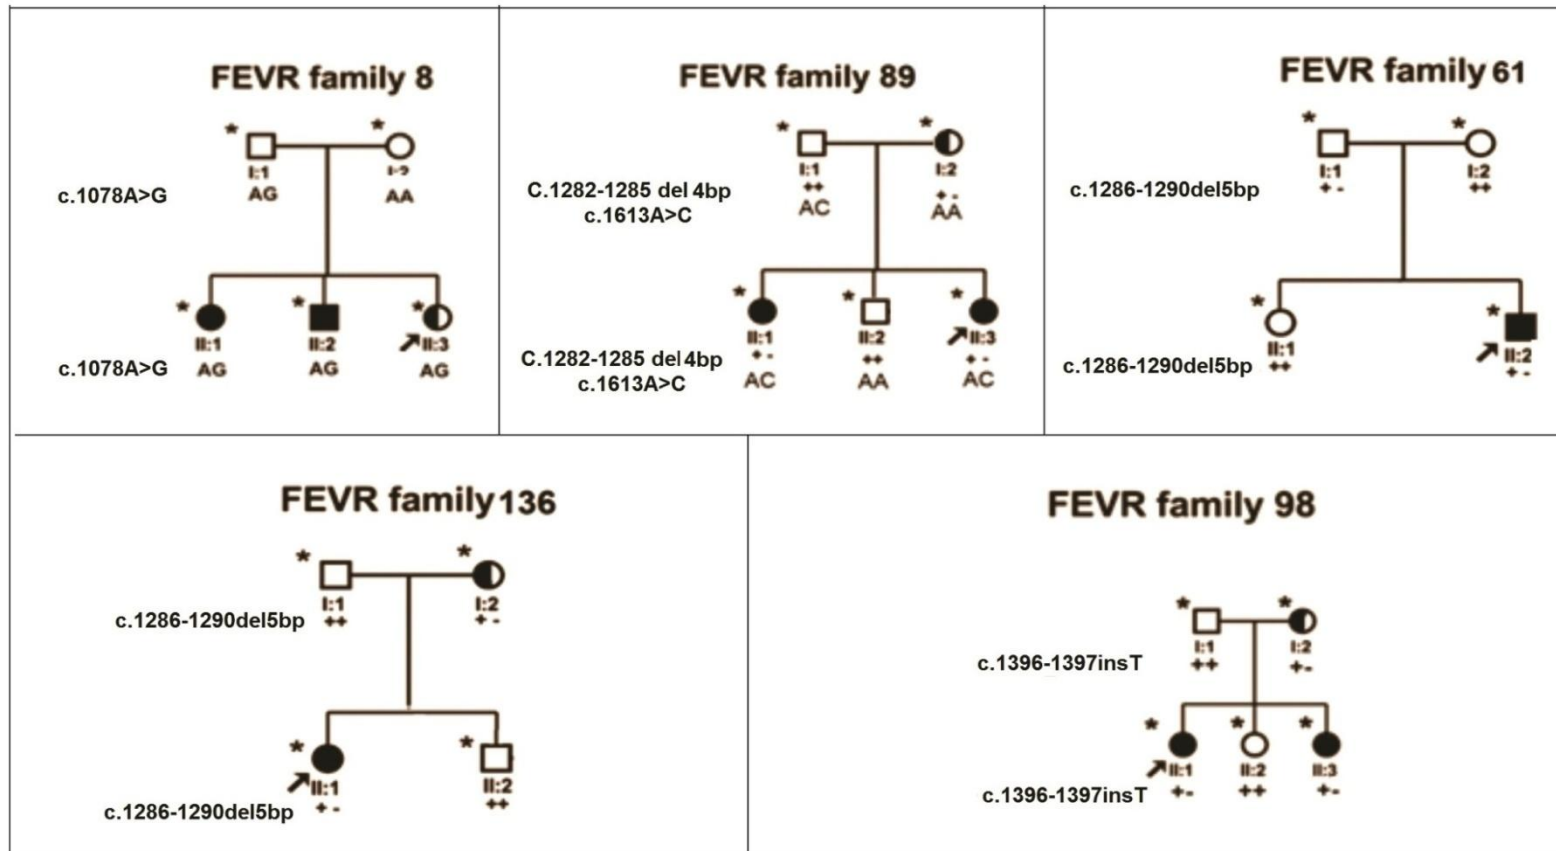 FEVR family 8
* *
I:1 I:2
c.1078A>G AG AA
* * *
II:1 II:2 II:3
c.1078A>G AG AG AG
FEVR family 89
* *
I:1 I:2
C.1282-1285 del 4bp ++ + -
c.1613A>C AC AA
* * *
II:1 II:2 II:3
C.1282-1285 del 4bp + - ++ + -
c.1613A>C AC AA AC
FEVR family 61
* *
I:1 I:2
c.1286-1290del5bp + - ++
* *
II:1 II:2
c.1286-1290del5bp ++ + -
FEVR family 136
* *
I:1 I:2
c.1286-1290del5bp ++ + -
* *
II:1 II:2
c.1286-1290del5bp + - ++
FEVR family 98
* *
I:1 I:2
c.1396-1397insT ++ +-
* * *
II:1 II:2 II:3
c.1396-1397insT +- ++ +-